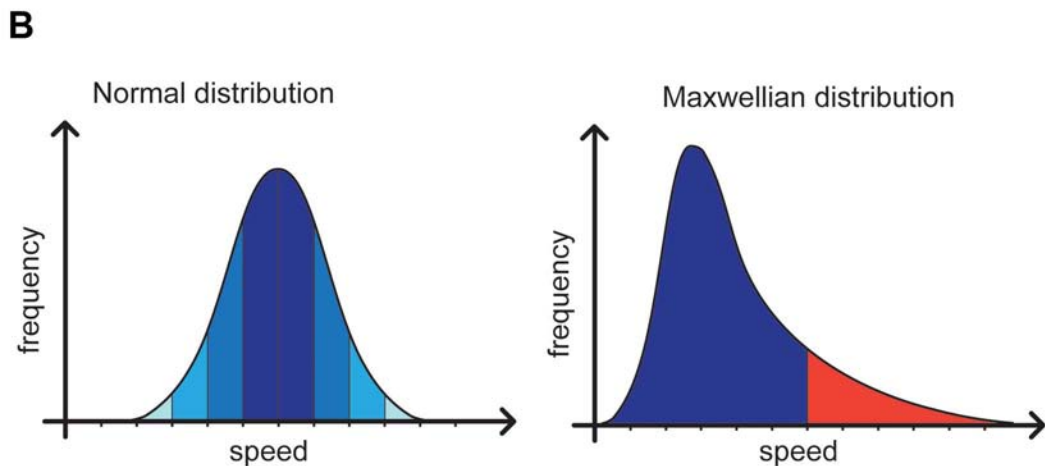 B
Normal distribution
frequency
speed
Maxwellian distribution
frequency
speed